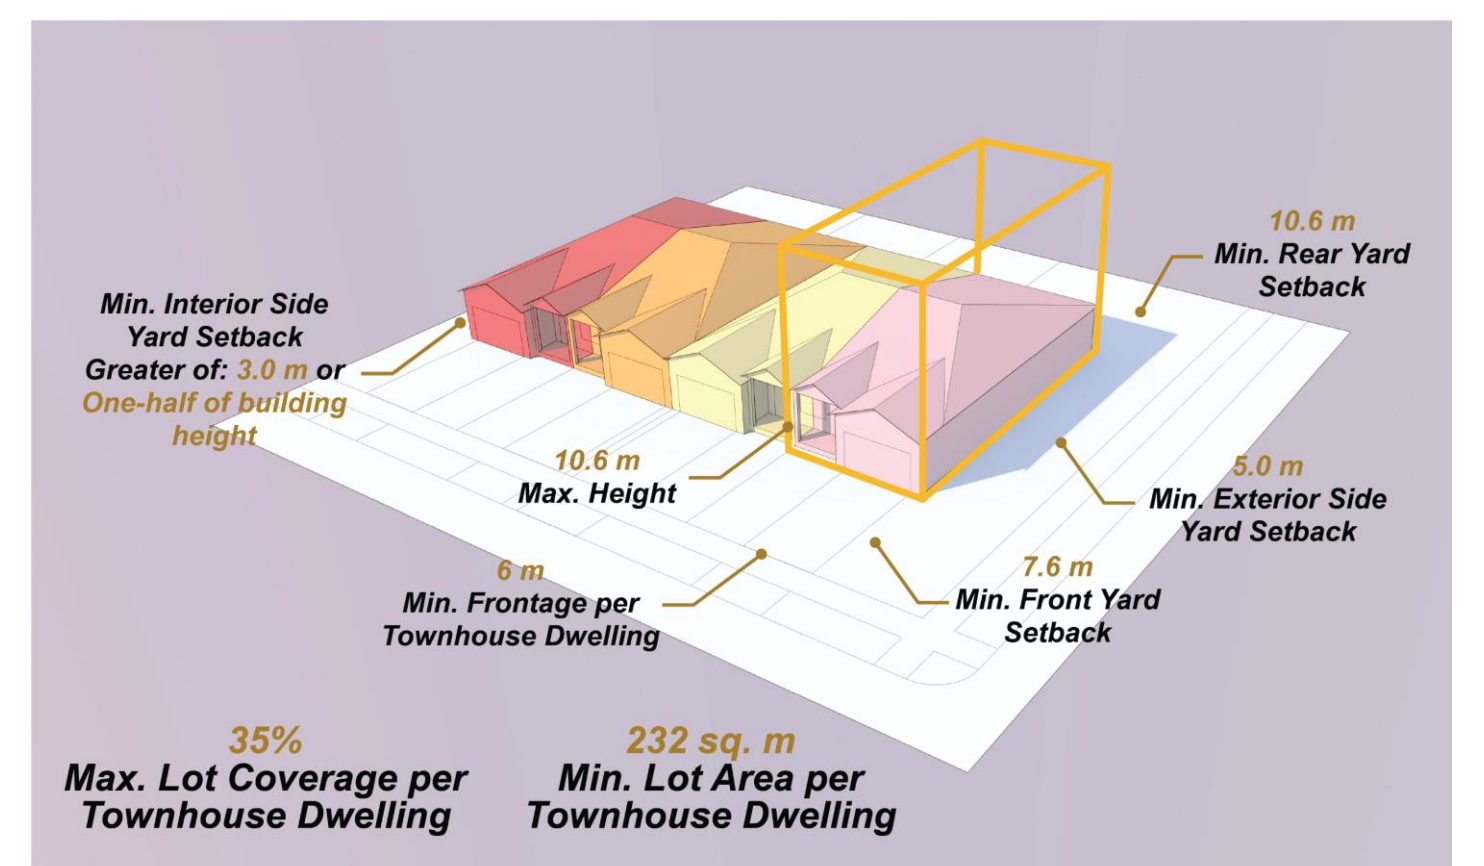 10.6 m
Min. Rear Yard
Setback
Min. Interior Side
Yard Setback
Greater of: 3.0 m or
One-half of building
height
10.6 m
Max. Height
5.0 m
Min. Exterior Side
Yard Setback
6 m
Min. Frontage per
Townhouse Dwelling
7.6 m
Min. Front Yard
Setback
35%
Max. Lot Coverage per
Townhouse Dwelling
232 sq. m
Min. Lot Area per
Townhouse Dwelling